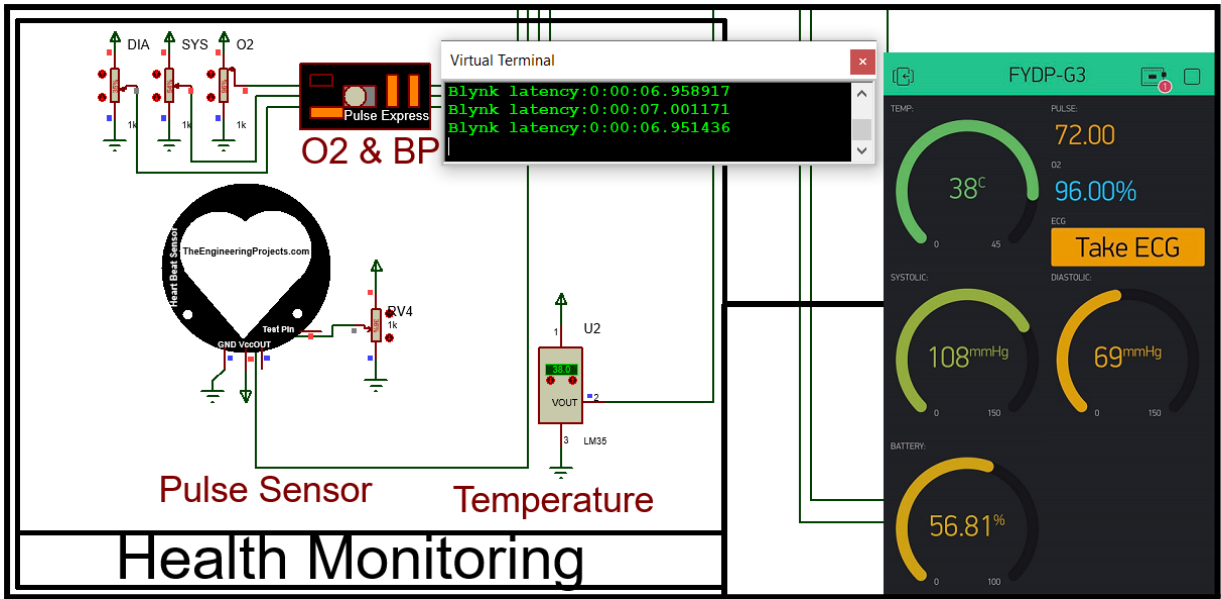 DIA SYS O2
1k
1k
1k
Pulse Express
O2 & BP
Virtual Terminal
Blynk latency:0:00:06.958917
Blynk latency:0:00:07.001171
Blynk latency:0:00:06.951436
Heart Beat Sensor
TheEngineeringProjects.com
Test Pin
GND VccOUT
RV4
1k
Pulse Sensor
U2
1
38.0
VOUT
2
3
LM35
Temperature
Health Monitoring
FYDP-G3
1
TEMP:
38C
0 45
PULSE:
72.00
O2
96.00%
ECG
Take ECG
SYSTOLIC:
108mmHg
0 150
DIASTOLIC:
69mmHg
0 150
BATTERY:
56.81%
0 100